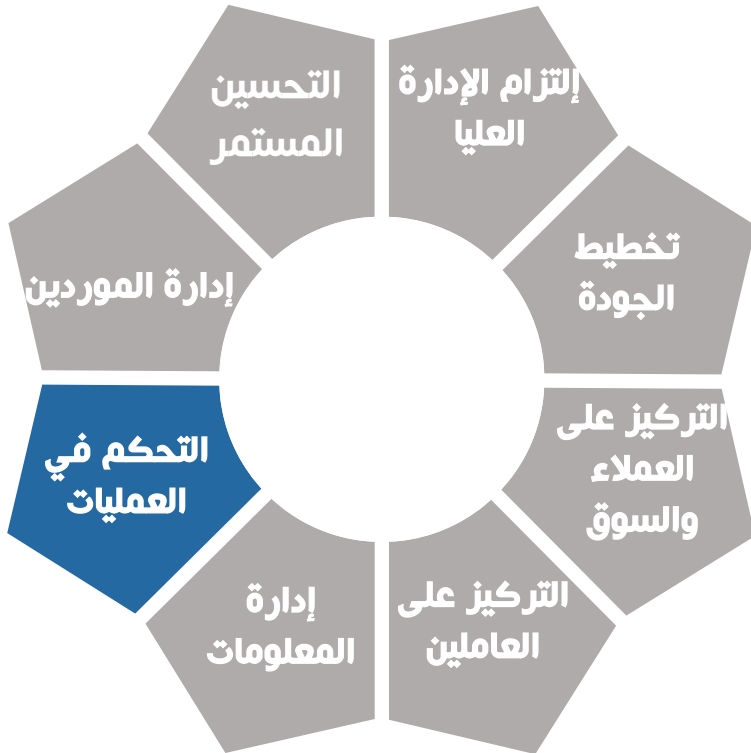 إلتزام الإدارة
العليا
تخطيط
الجودة
التركيز على
العملاء
والسوق
التركيز على
العاملين
إدارة
المعلومات
التحكم في
العمليات
إدارة الموردين
التحسين
المستمر